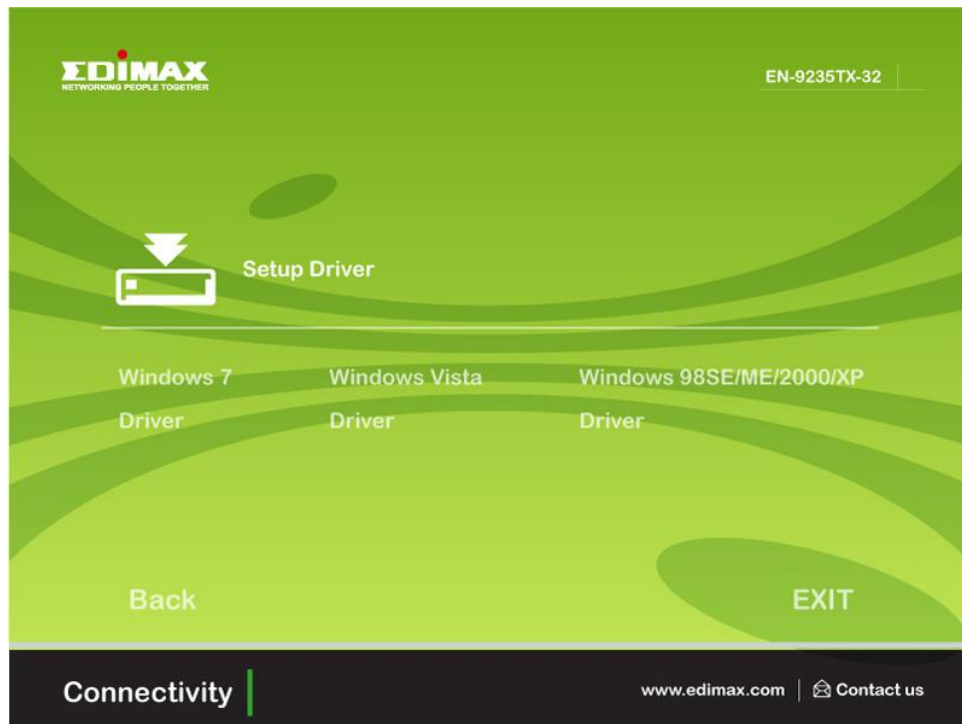 EDIMAX
NETWORKING PEOPLE TOGETHER
EN-9235TX-32
Setup Driver
Windows 7
Driver
Windows Vista
Driver
Windows 98SE/ME/2000/XP
Driver
Back
EXIT
Connectivity
www.edimax.com
Contact us